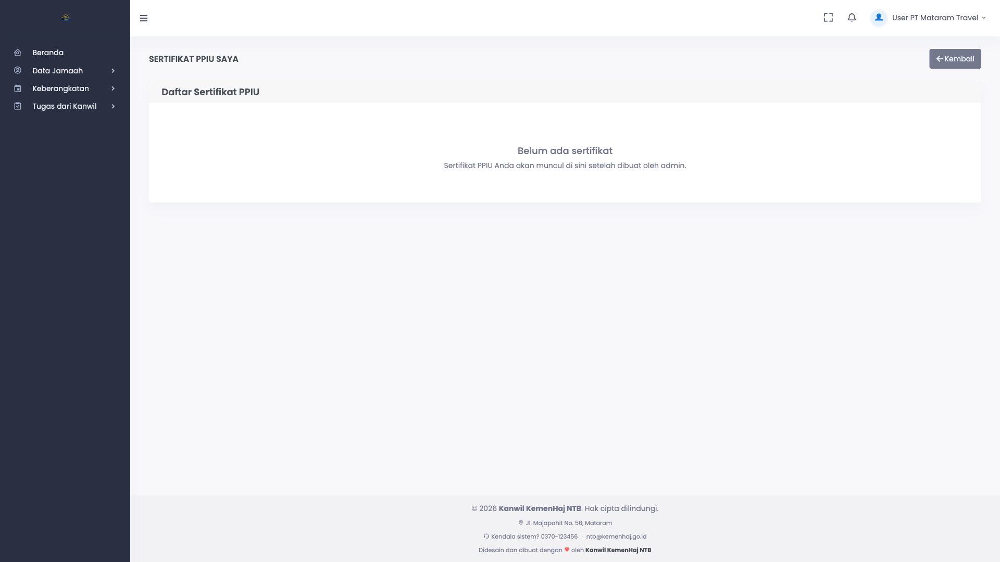 User PT Mataram Travel
Beranda
Data Jamaah
Keberangkatan
Tugas dari Kanwil
SERTIFIKAT PPIU SAYA
Kembali
Daftar Sertifikat PPIU
Belum ada sertifikat
Sertifikat PPIU Anda akan muncul di sini setelah dibuat oleh admin.
© 2026 Kanwil KemenHaj NTB. Hak cipta dilindungi.
Jl. Majapahit No. 56, Mataram
Kendala sistem? 0370-123456 · ntb@kemenhaj.go.id
Didesain dan dibuat dengan ❤ oleh Kanwil KemenHaj NTB